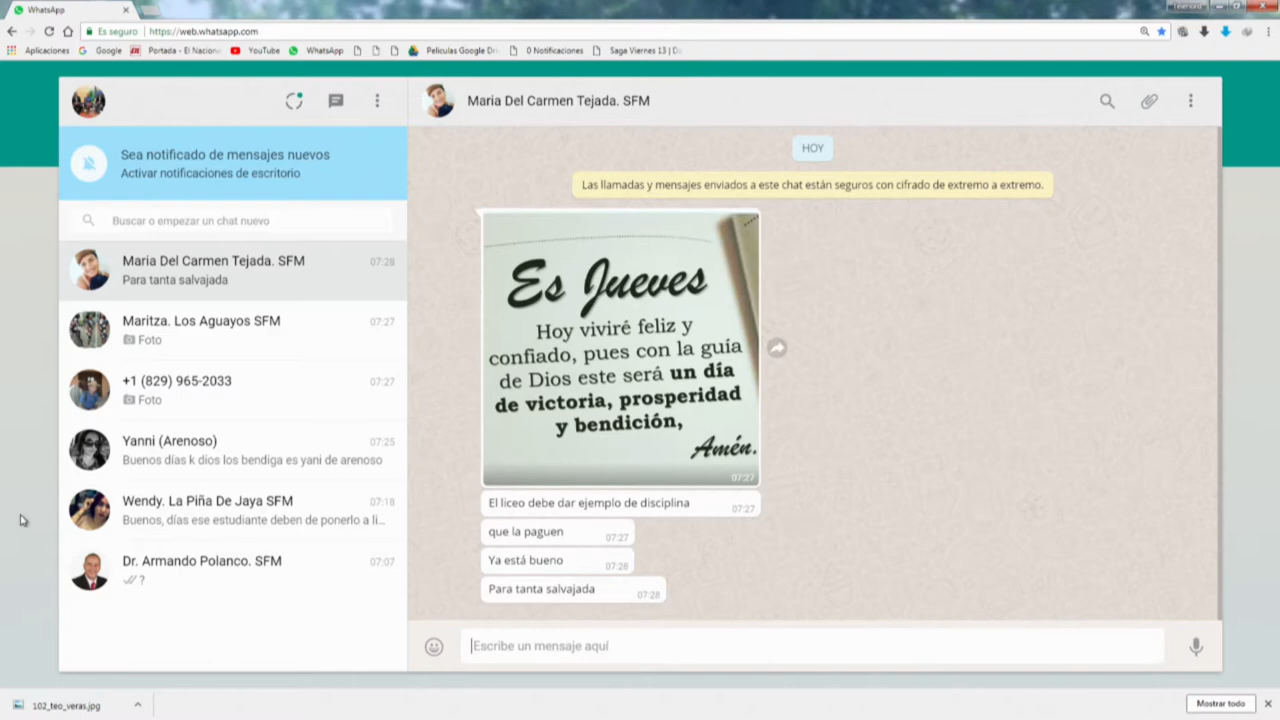 WhatsApp
Telenord
Es seguro
https://web.whatsapp.com
Aplicaciones
Google
Portada - El Nacion
YouTube
WhatsApp
Peliculas Google Dri
0 Notificaciones
Saga Viernes 13 | D
Maria Del Carmen Tejada. SFM
Sea notificado de mensajes nuevos
Activar notificaciones de escritorio
Buscar o empezar un chat nuevo
Maria Del Carmen Tejada. SFM 07:28
Para tanta salvajada
Maritza. Los Aguayos SFM 07:27
Foto
+1 (829) 965-2033 07:27
Foto
Yanni (Arenoso) 07:25
Buenos días k dios los bendiga es yani de arenoso
Wendy. La Piña De Jaya SFM 07:18
Buenos, días ese estudiante deben de ponerlo a li...
Dr. Armando Polanco. SFM 07:07
?
HOY
Las llamadas y mensajes enviados a este chat están seguros con cifrado de extremo a extremo.
Es Jueves
Hoy viviré feliz y
confiado, pues con la guía
de Dios este será un día
de victoria, prosperidad
y bendición,
Amén.
07:27
El liceo debe dar ejemplo de disciplina 07:27
que la paguen 07:27
Ya está bueno 07:28
Para tanta salvajada 07:28
Escribe un mensaje aquí
102_teo_veras.jpg
Mostrar todo